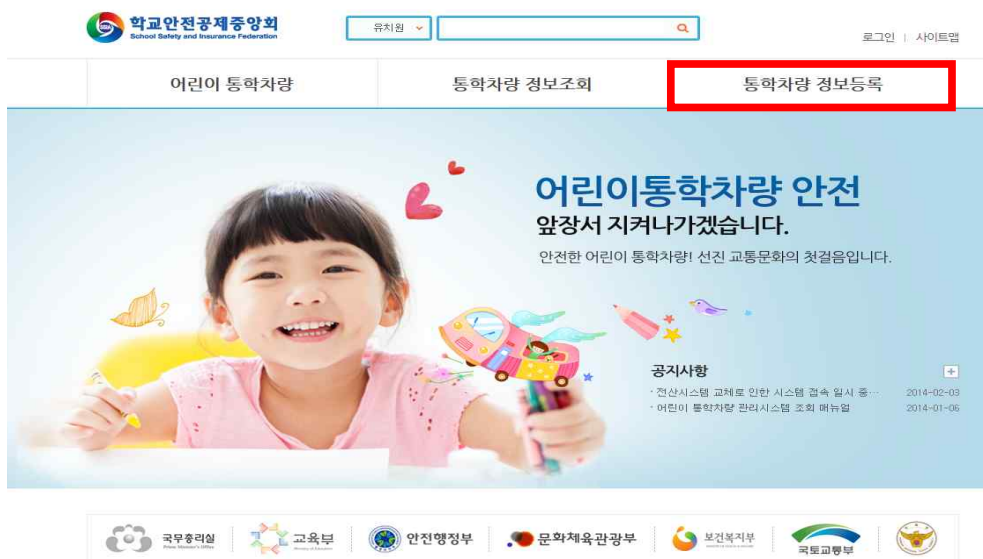 학교안전공제중앙회
School Safety and Insurance Federation
유치원
로그인 | 사이트맵
어린이 통학차량
통학차량 정보조회
통학차량 정보등록
어린이통학차량 안전
앞장서 지켜나가겠습니다.
안전한 어린이 통학차량! 선진 교통문화의 첫걸음입니다.
공지사항
· 전산시스템 교체로 인한 시스템 접속 일시 중… 2014-02-03
· 어린이 통학차량 관리시스템 조회 매뉴얼 2014-01-06
국무총리실
Prime Minister's Office
교육부
Ministry of Education
안전행정부
문화체육관광부
보건복지부
국토교통부